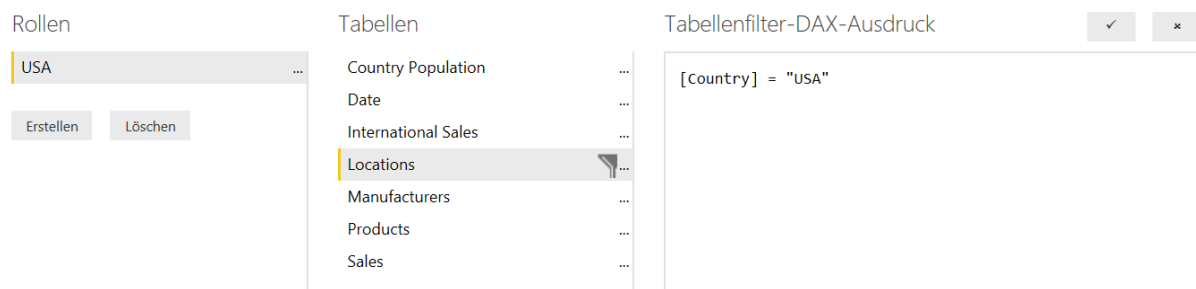 Rollen
USA ...
Erstellen Löschen
Tabellen
Country Population ...
Date ...
International Sales ...
Locations ...
Manufacturers ...
Products ...
Sales ...
Tabellenfilter-DAX-Ausdruck
[Country] = "USA"